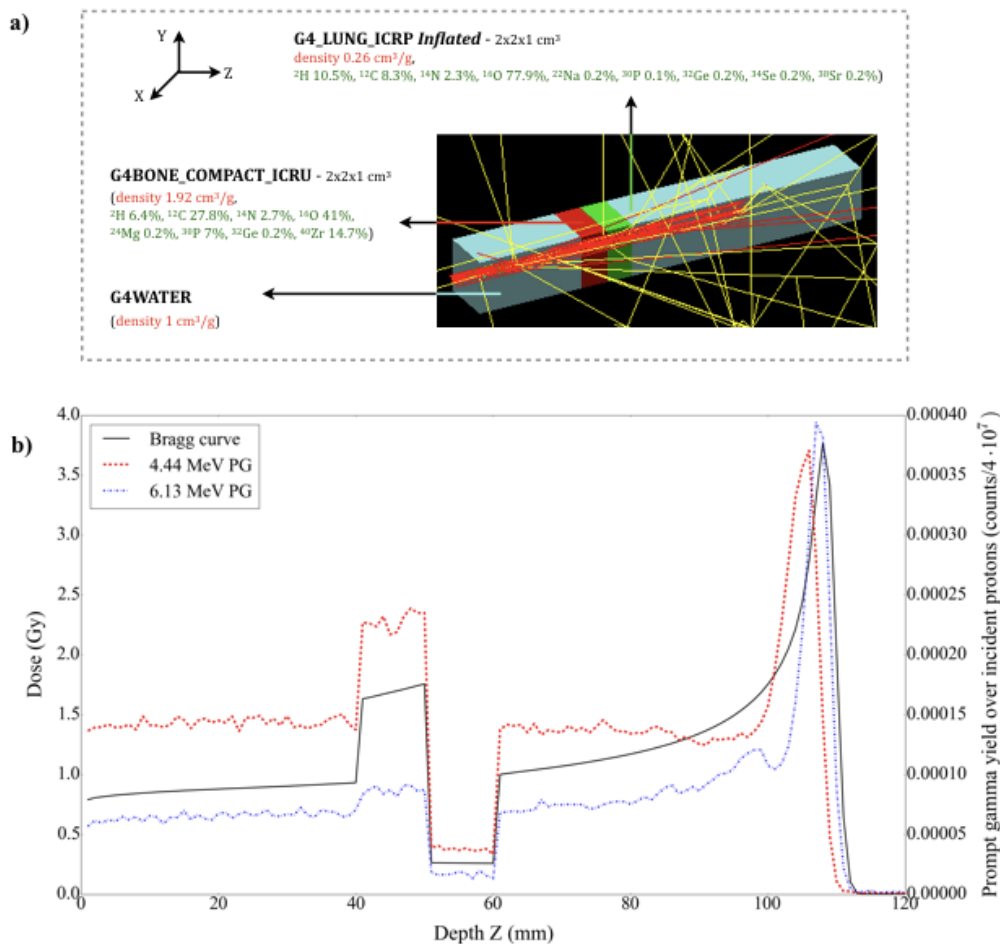 a)
Y
Z
X
G4_LUNG_ICRP Inflated - 2x2x1 cm³
density 0.26 cm³/g,
²H 10.5%, ¹²C 8.3%, ¹⁴N 2.3%, ¹⁶O 77.9%, ²²Na 0.2%, ³⁰P 0.1%, ³²Ge 0.2%, ³⁴Se 0.2%, ³⁸Sr 0.2%)
G4BONE_COMPACT_ICRU - 2x2x1 cm³
(density 1.92 cm³/g,
²H 6.4%, ¹²C 27.8%, ¹⁴N 2.7%, ¹⁶O 41%,
²⁴Mg 0.2%, ³⁰P 7%, ³²Ge 0.2%, ⁴⁰Zr 14.7%)
G4WATER
(density 1 cm³/g)
b)
Bragg curve
4.44 MeV PG
6.13 MeV PG
4.0
3.5
3.0
2.5
2.0
1.5
1.0
0.5
0.0
Dose (Gy)
0.00040
0.00035
0.00030
0.00025
0.00020
0.00015
0.00010
0.00005
0.00000
Prompt gamma yield over incident protons (counts/4 · 10⁷)
0 20 40 60 80 100 120
Depth Z (mm)